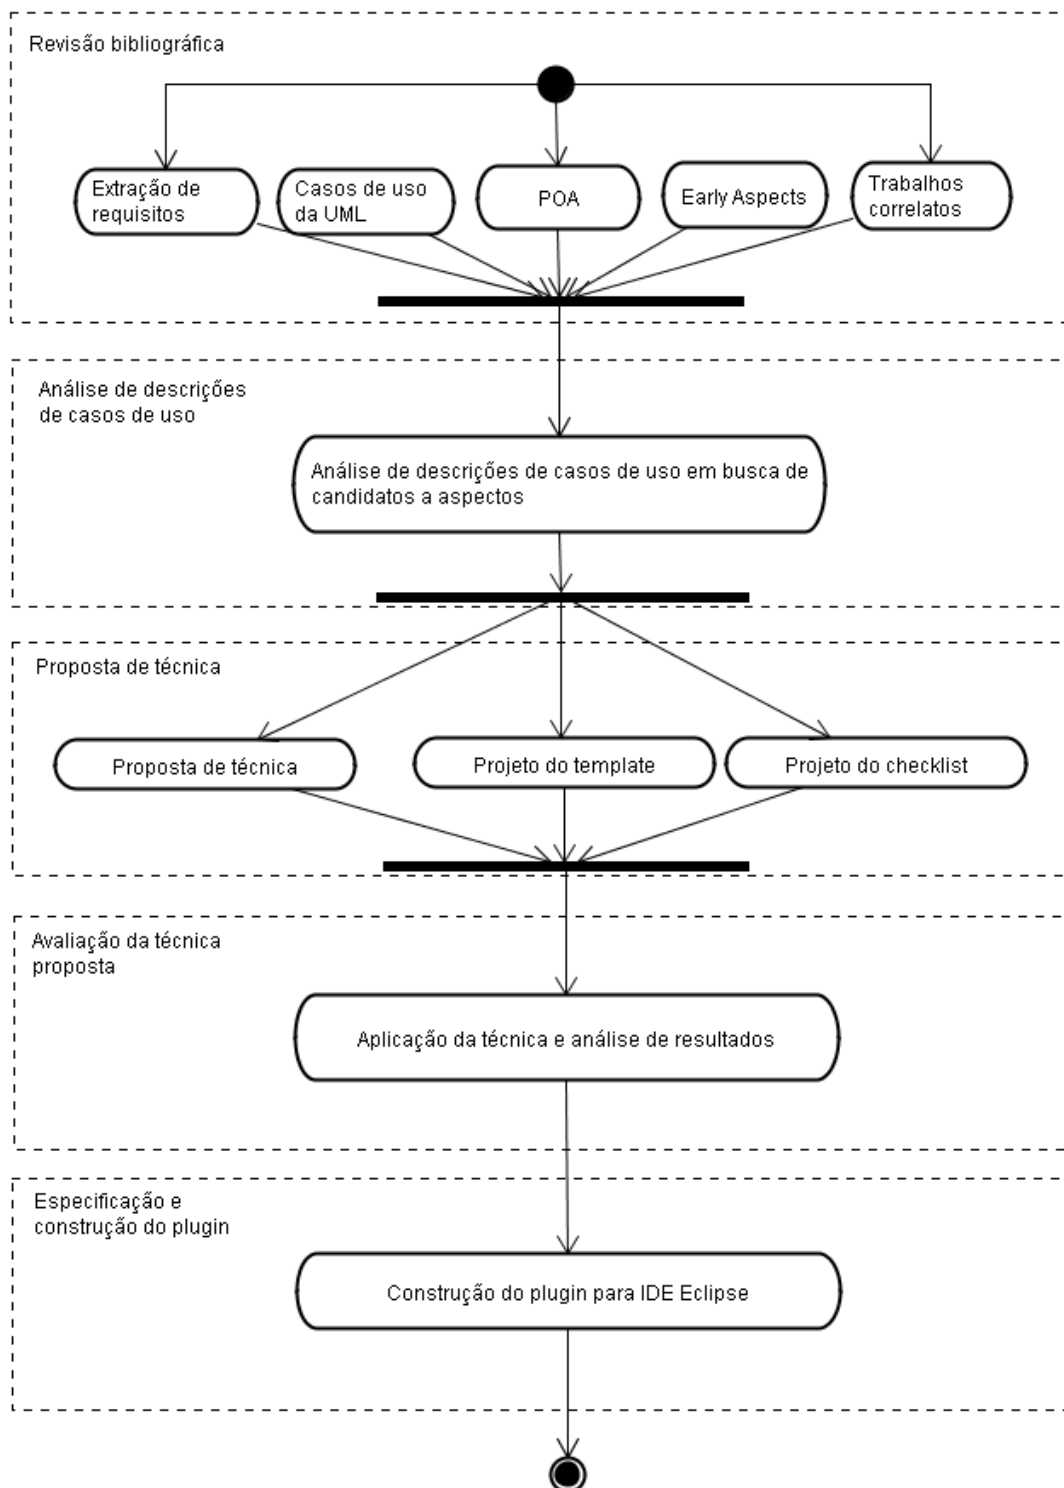 Revisão bibliográfica
Extração de
requisitos
Casos de uso
da UML
POA
Early Aspects
Trabalhos
correlatos
Análise de descrições
de casos de uso
Análise de descrições de casos de uso em busca de
candidatos a aspectos
Proposta de técnica
Proposta de técnica
Projeto do template
Projeto do checklist
Avaliação da técnica
proposta
Aplicação da técnica e análise de resultados
Especificação e
construção do plugin
Construção do plugin para IDE Eclipse